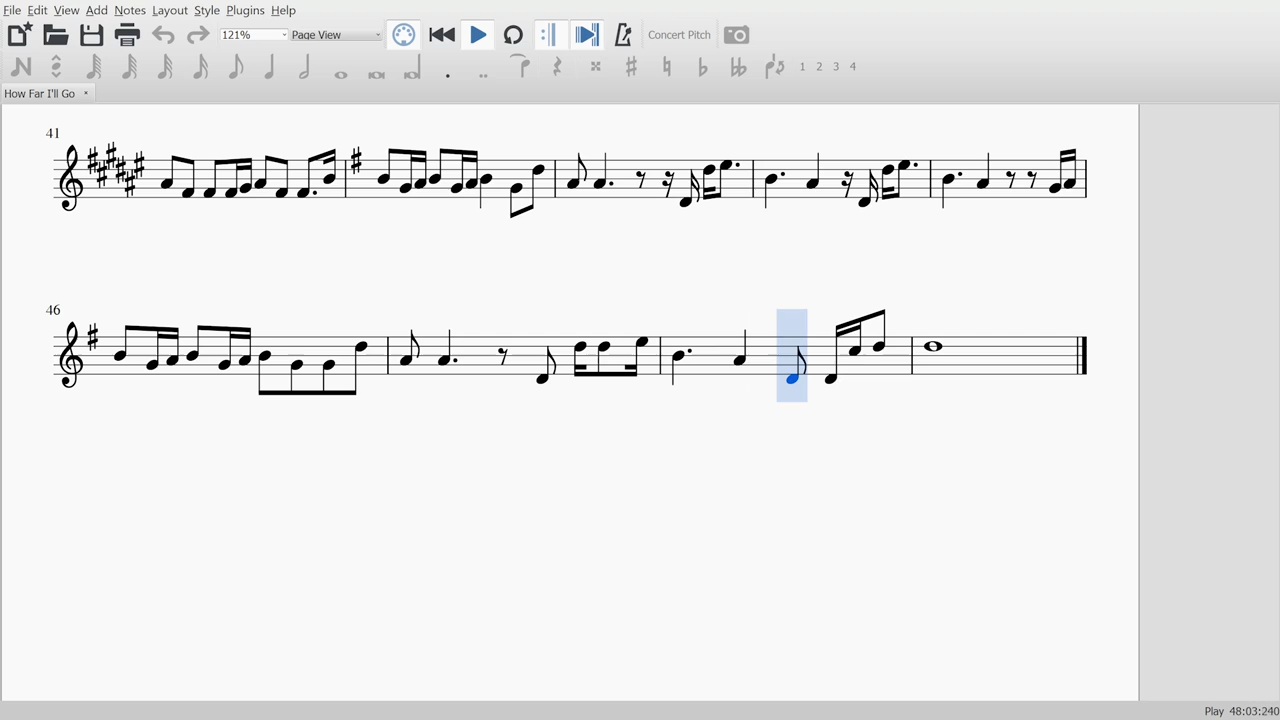 File Edit View Add Notes Layout Style Plugins Help
121% Page View Concert Pitch
1 2 3 4
How Far I'll Go ×
41
46
Play 48:03:240